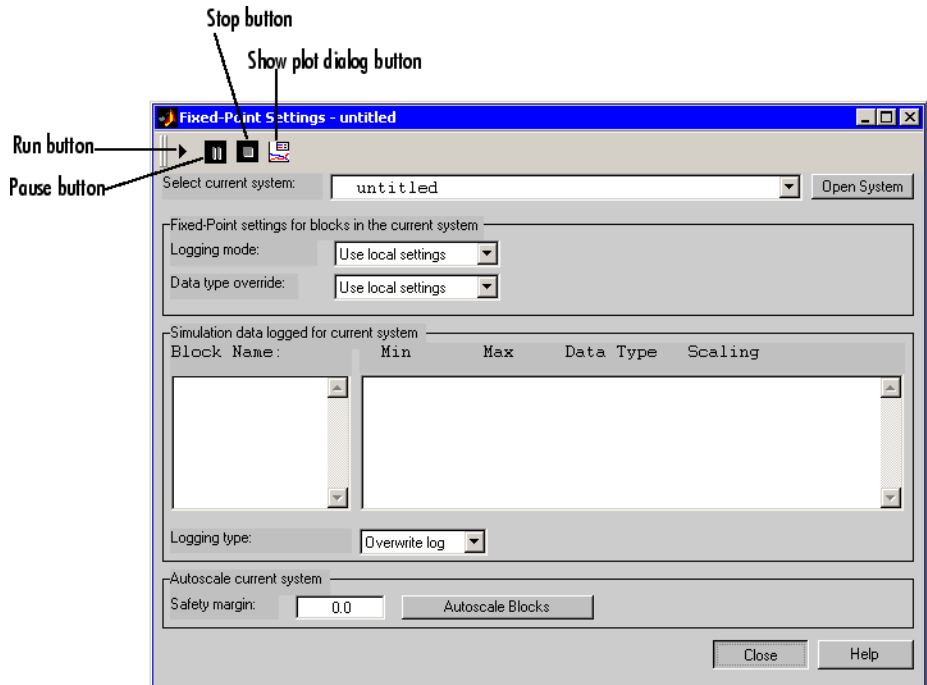 Stop button
Show plot dialog button
Fixed-Point Settings - untitled
Run button
Pause button
Select current system: untitled Open System
Fixed-Point settings for blocks in the current system
Logging mode: Use local settings
Data type override: Use local settings
Simulation data logged for current system
Block Name: Min Max Data Type Scaling
Logging type: Overwrite log
Autoscale current system
Safety margin: 0.0 Autoscale Blocks
Close Help